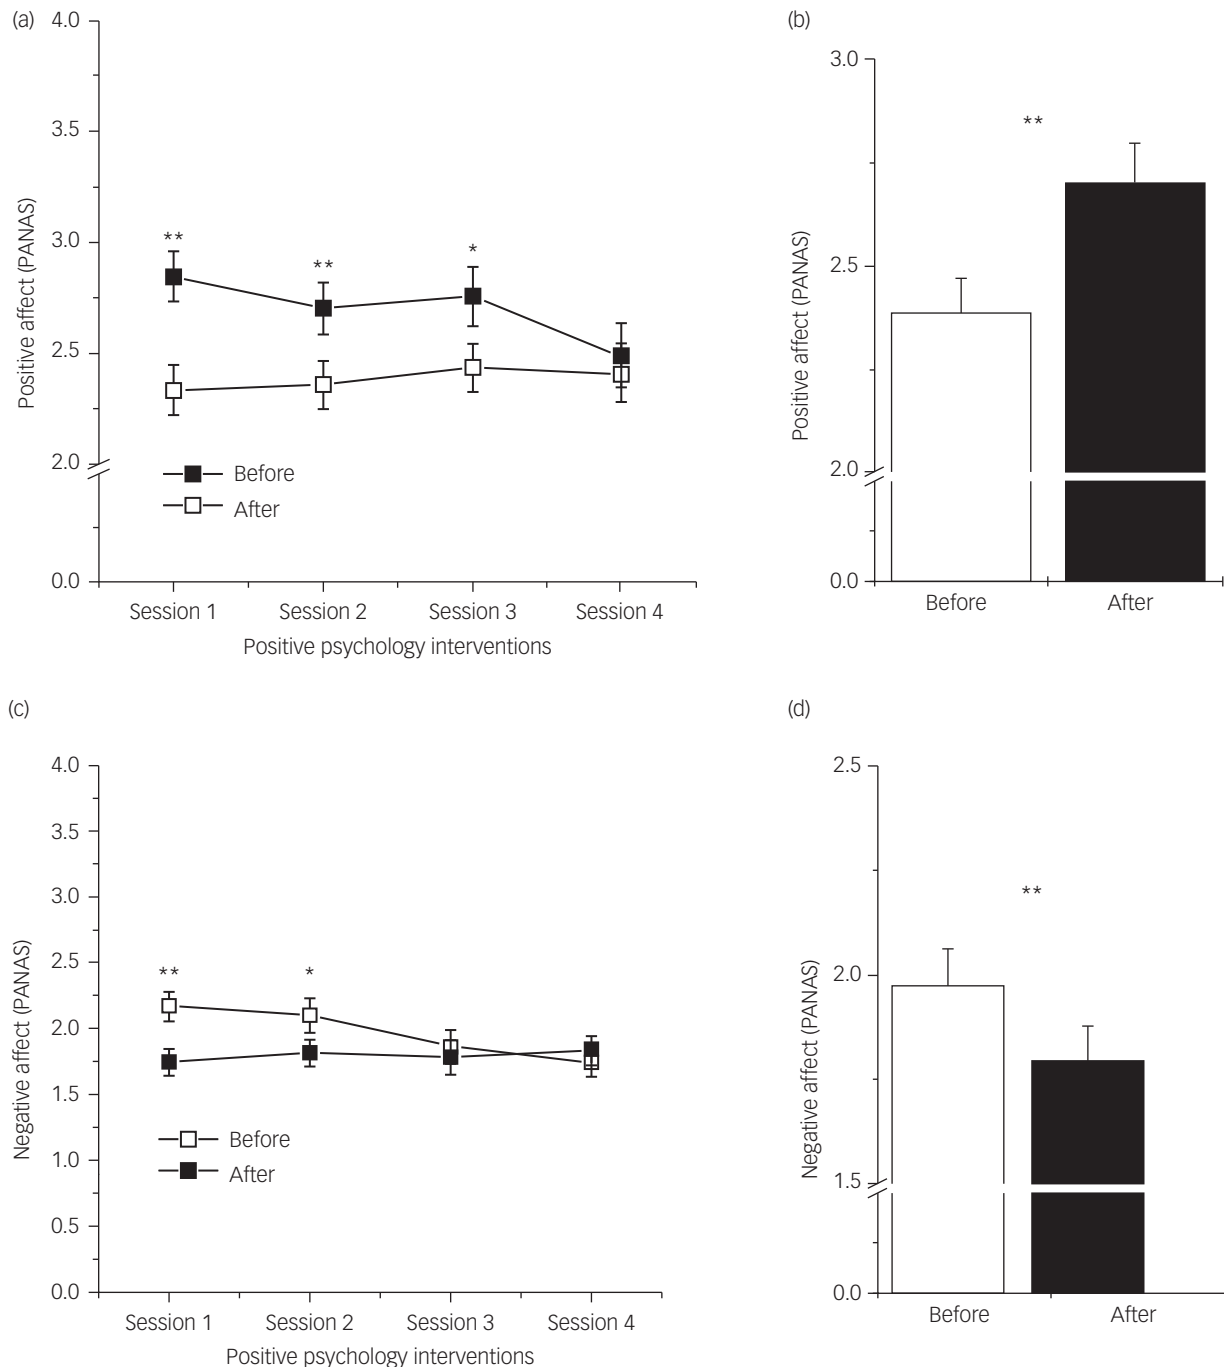 (a)
4.0
3.5
3.0
2.5
2.0
0.0
Positive affect (PANAS)
**
**
*
Before
After
Session 1
Session 2
Session 3
Session 4
Positive psychology interventions
(b)
3.0
2.5
2.0
0.0
Positive affect (PANAS)
**
Before
After
(c)
4.0
3.5
3.0
2.5
2.0
1.5
1.0
0.5
0.0
Negative affect (PANAS)
**
*
Before
After
Session 1
Session 2
Session 3
Session 4
Positive psychology interventions
(d)
2.5
2.0
1.5
0.0
Negative affect (PANAS)
**
Before
After